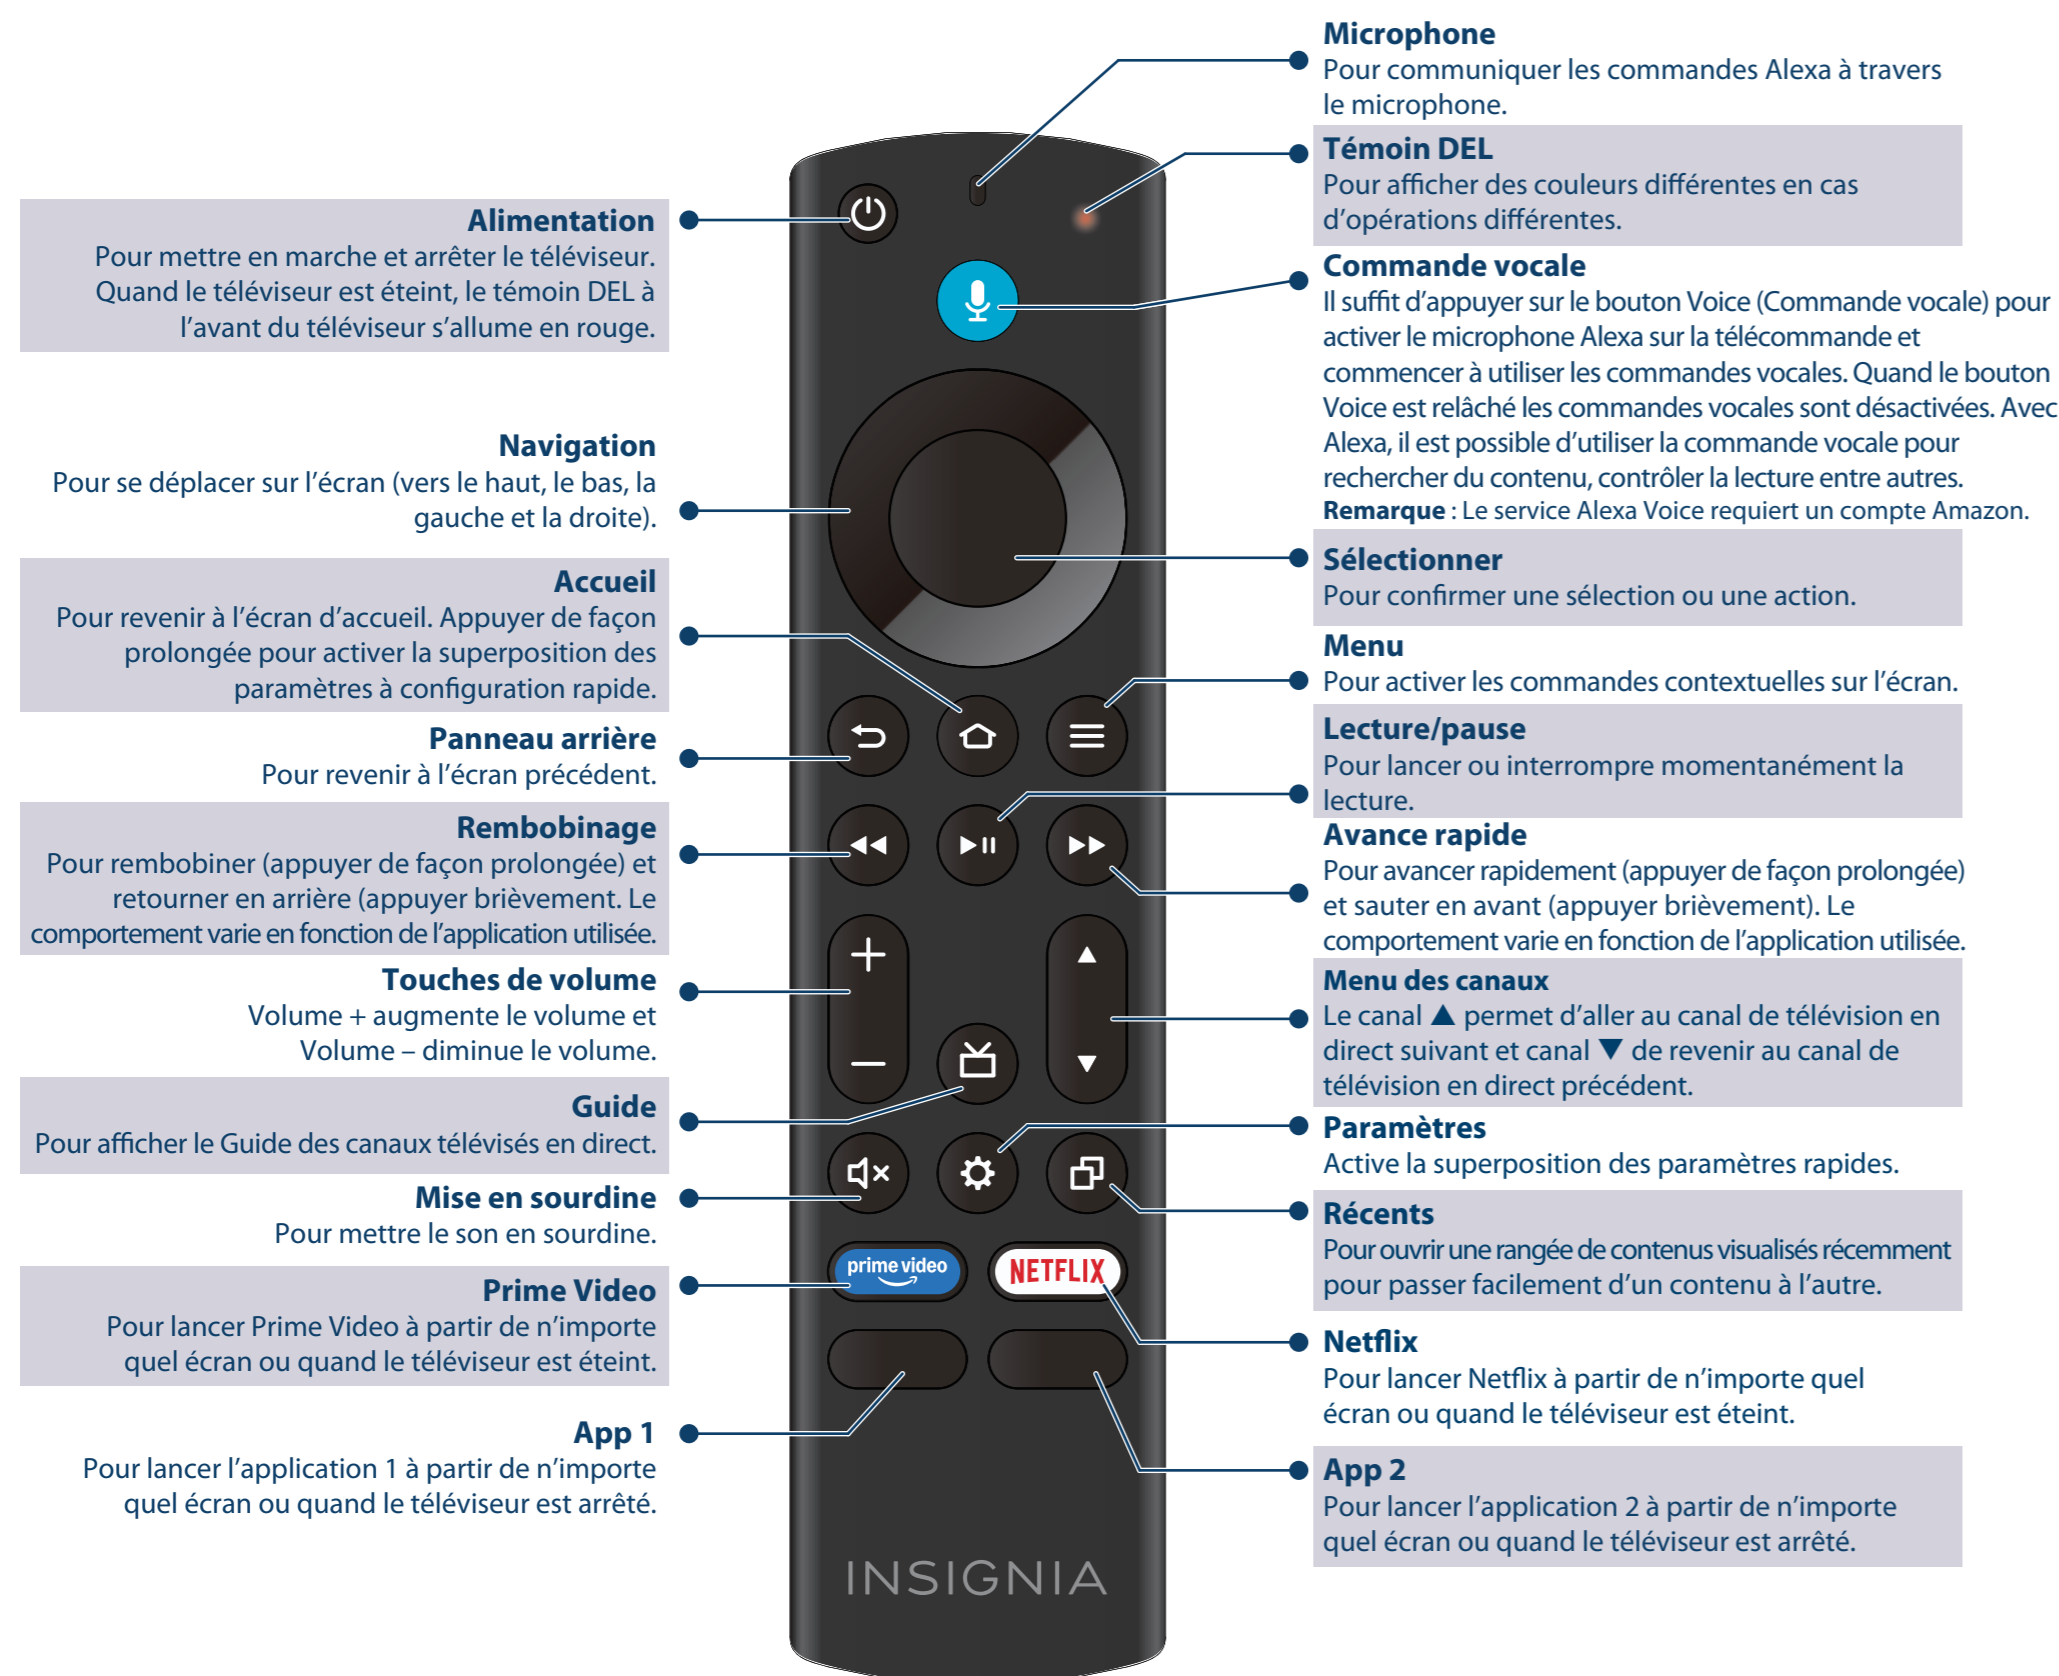 Alimentation
Pour mettre en marche et arrêter le téléviseur.
Quand le téléviseur est éteint, le témoin DEL à
l’avant du téléviseur s’allume en rouge.
Navigation
Pour se déplacer sur l’écran (vers le haut, le bas, la
gauche et la droite).
Accueil
Pour revenir à l’écran d’accueil. Appuyer de façon
prolongée pour activer la superposition des
paramètres à configuration rapide.
Panneau arrière
Pour revenir à l’écran précédent.
Rembobinage
Pour rembobiner (appuyer de façon prolongée) et
retourner en arrière (appuyer brièvement. Le
comportement varie en fonction de l’application utilisée.
Touches de volume
Volume + augmente le volume et
Volume – diminue le volume.
Guide
Pour afficher le Guide des canaux télévisés en direct.
Mise en sourdine
Pour mettre le son en sourdine.
Prime Video
Pour lancer Prime Video à partir de n’importe
quel écran ou quand le téléviseur est éteint.
App 1
Pour lancer l’application 1 à partir de n’importe
quel écran ou quand le téléviseur est arrêté.
prime video
NETFLIX
INSIGNIA
Microphone
Pour communiquer les commandes Alexa à travers
le microphone.
Témoin DEL
Pour afficher des couleurs différentes en cas
d’opérations différentes.
Commande vocale
Il suffit d'appuyer sur le bouton Voice (Commande vocale) pour
activer le microphone Alexa sur la télécommande et
commencer à utiliser les commandes vocales. Quand le bouton
Voice est relâché les commandes vocales sont désactivées. Avec
Alexa, il est possible d’utiliser la commande vocale pour
rechercher du contenu, contrôler la lecture entre autres.
Remarque : Le service Alexa Voice requiert un compte Amazon.
Sélectionner
Pour confirmer une sélection ou une action.
Menu
Pour activer les commandes contextuelles sur l’écran.
Lecture/pause
Pour lancer ou interrompre momentanément la
lecture.
Avance rapide
Pour avancer rapidement (appuyer de façon prolongée)
et sauter en avant (appuyer brièvement). Le
comportement varie en fonction de l’application utilisée.
Menu des canaux
Le canal ▲ permet d’aller au canal de télévision en
direct suivant et canal ▼ de revenir au canal de
télévision en direct précédent.
Paramètres
Active la superposition des paramètres rapides.
Récents
Pour ouvrir une rangée de contenus visualisés récemment
pour passer facilement d’un contenu à l’autre.
Netflix
Pour lancer Netflix à partir de n’importe quel
écran ou quand le téléviseur est éteint.
App 2
Pour lancer l’application 2 à partir de n’importe
quel écran ou quand le téléviseur est arrêté.